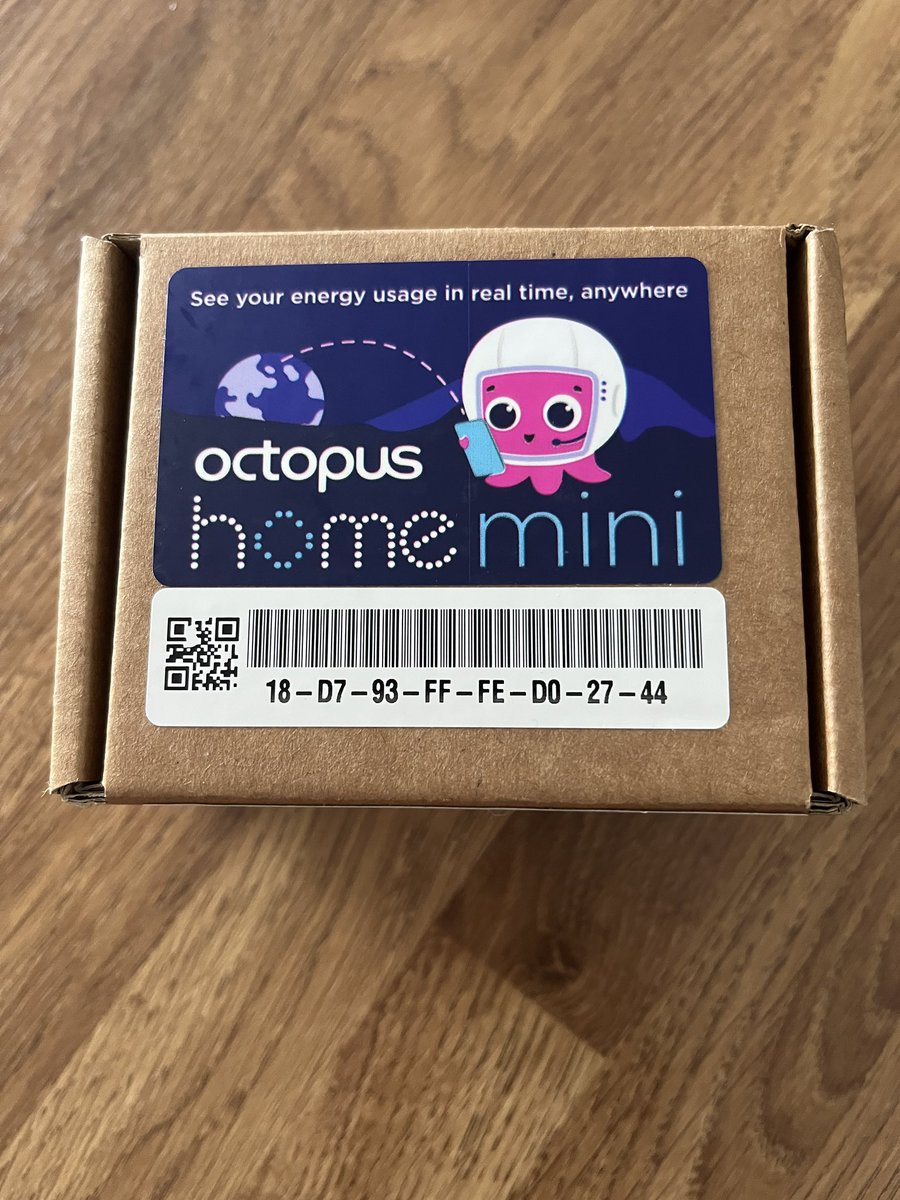 See your energy usage in real time, anywhere
octopus
home mini
18-D7-93-FF-FE-D0-27-44